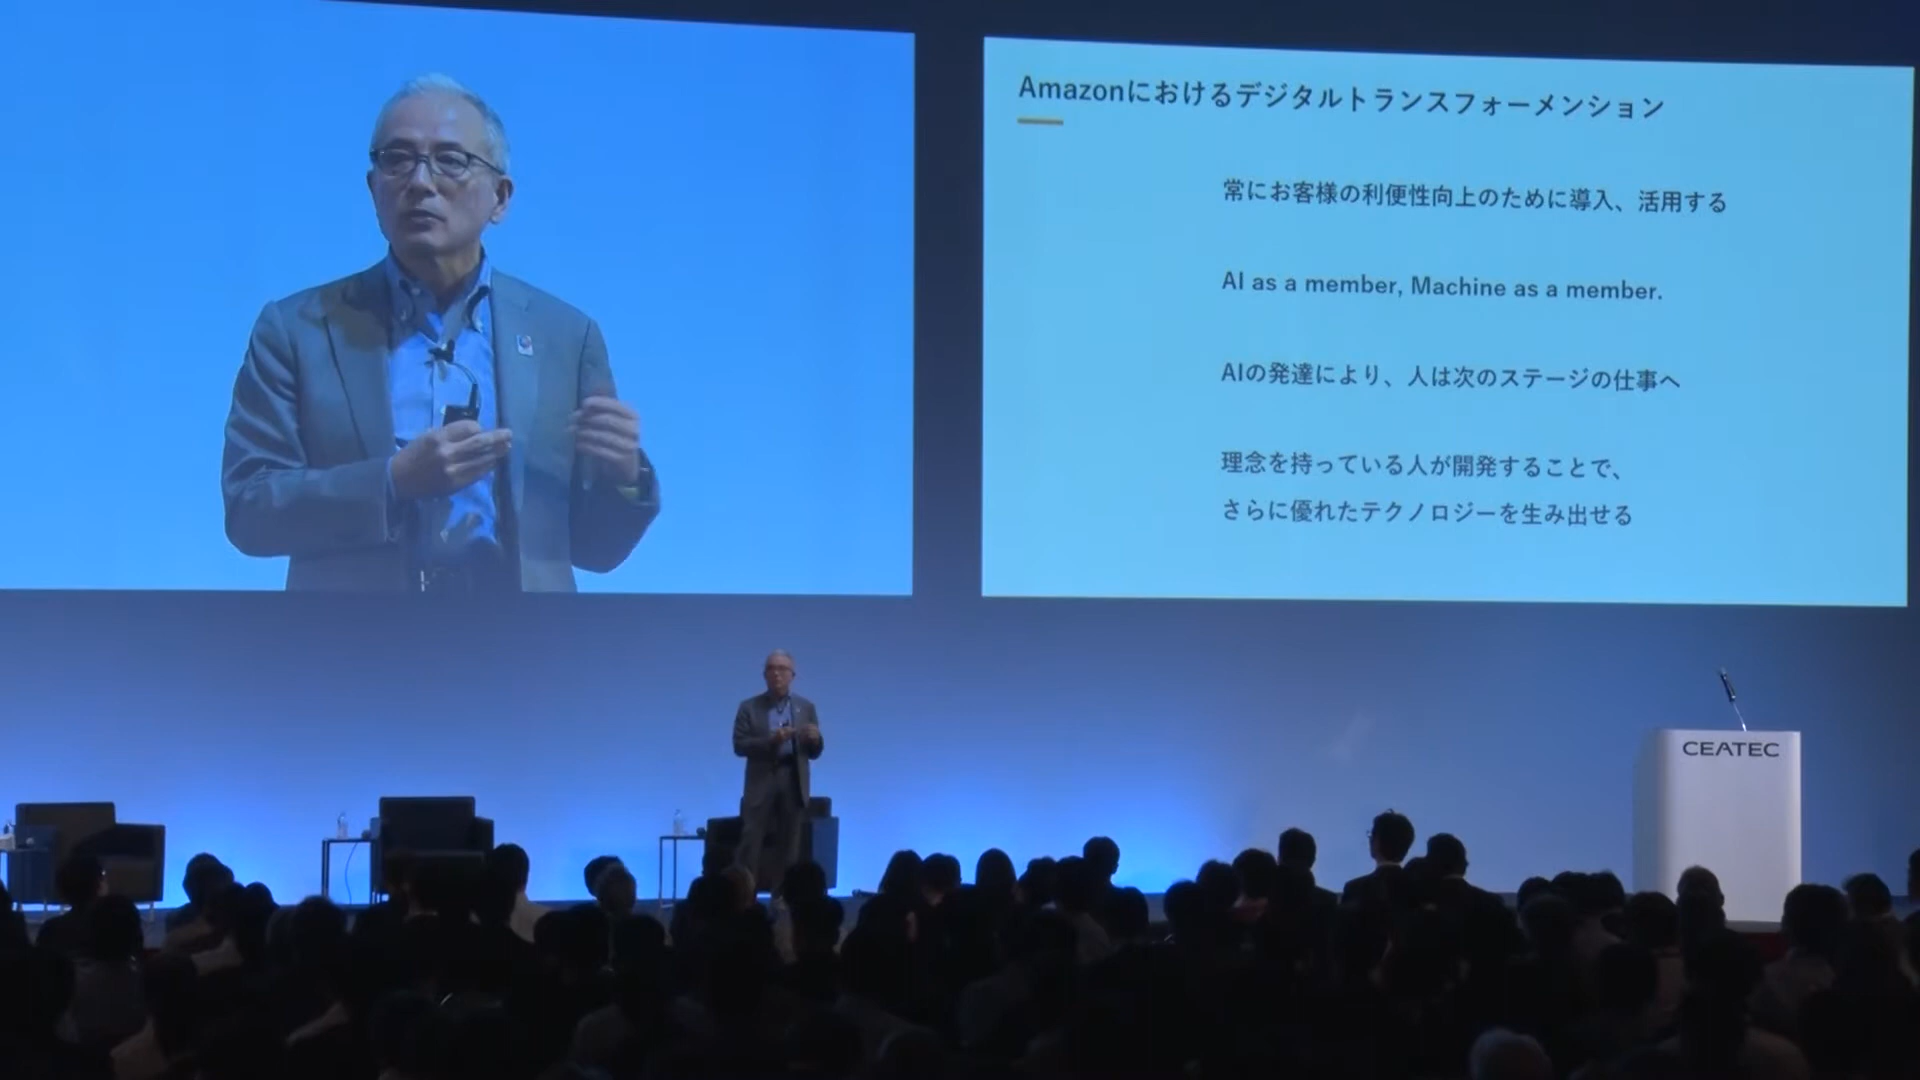 Amazonにおけるデジタルトランスフォーメンション
常にお客様の利便性向上のために導入、活用する
AI as a member, Machine as a member.
AIの発達により、人は次のステージの仕事へ
理念を持っている人が開発することで、
さらに優れたテクノロジーを生み出せる
CEATEC